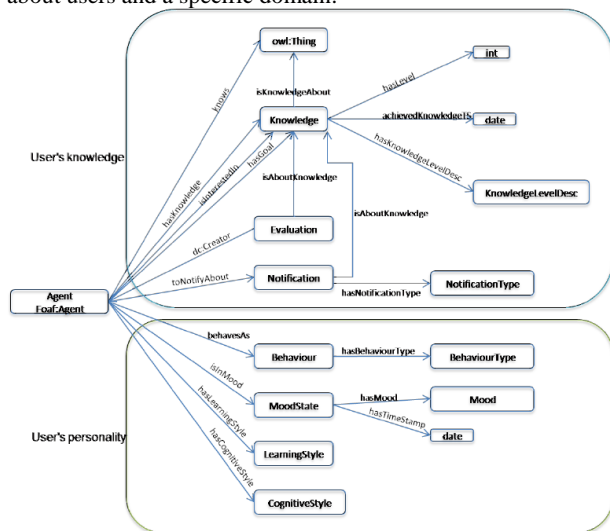 about users and a specific domain.
owl:Thing
int
isKnowledgeAbout
hasLevel
knows
Knowledge
achievedKnowledgeTS
date
hasKnowledge
isInterestedIn
hasGoal
hasKnowledgeLevelDesc
User's knowledge
isAboutKnowledge
KnowledgeLevelDesc
isAboutKnowledge
Evaluation
dc:Creator
toNotifyAbout
Notification
NotificationType
hasNotificationType
Agent
Foaf:Agent
behavesAs
Behaviour
hasBehaviourType
BehaviourType
isInMood
hasMood
MoodState
Mood
hasTimeStamp
date
hasLearningStyle
User's personality
LearningStyle
hasCognitiveStyle
CognitiveStyle